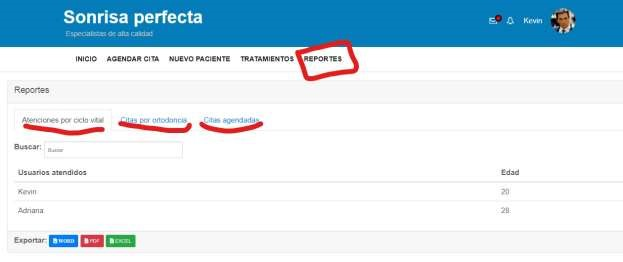 Sonrisa perfecta
Especialistas de alta calidad
Kevin
INICIO AGENDAR CITA NUEVO PACIENTE TRATAMIENTOS REPORTES
Reportes
Atenciones por ciclo vital Citas por ortodoncia Citas agendadas
Buscar: Buscar
Usuarios atendidos Edad
Kevin 20
Adriana 28
Exportar: WORD PDF EXCEL